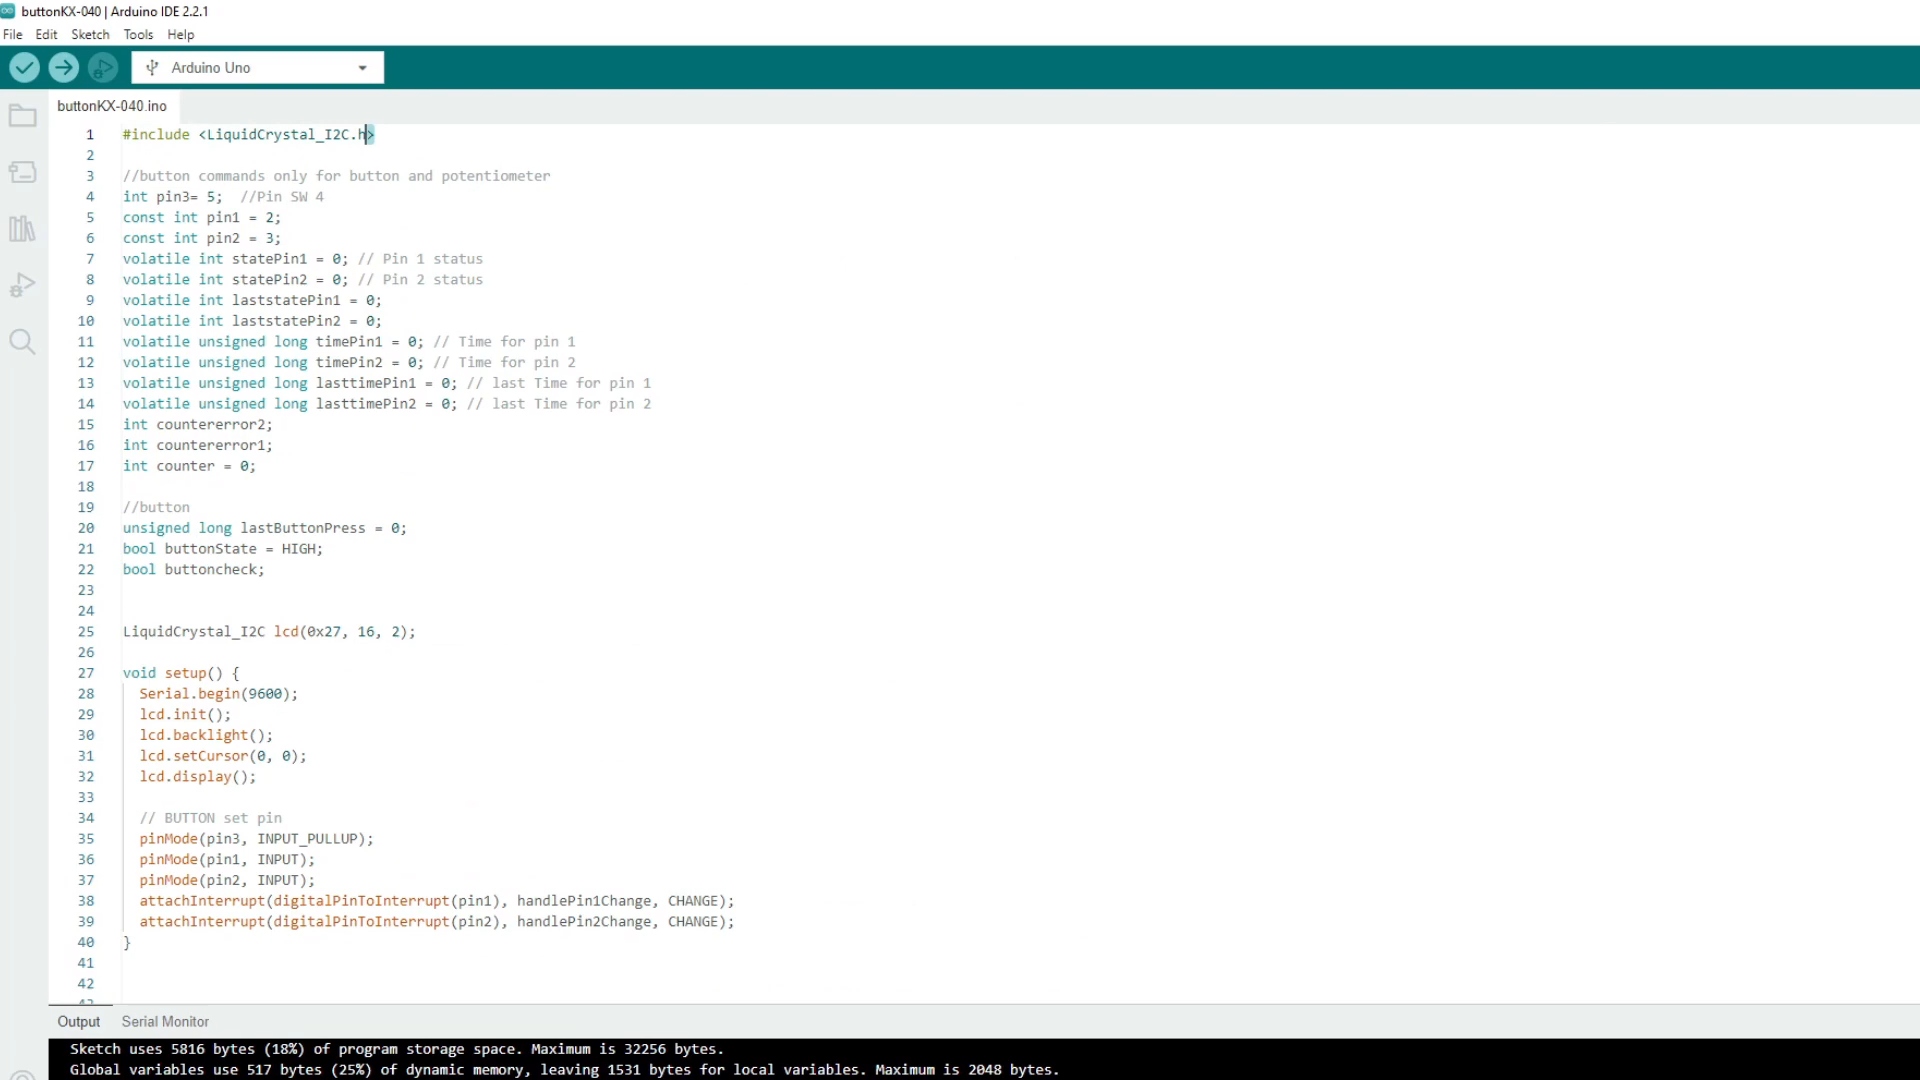 buttonKX-040 | Arduino IDE 2.2.1
File Edit Sketch Tools Help
Arduino Uno
buttonKX-040.ino
1 #include <LiquidCrystal_I2C.h>
2
3 //button commands only for button and potentiometer
4 int pin3= 5;  //Pin SW 4
5 const int pin1 = 2;
6 const int pin2 = 3;
7 volatile int statePin1 = 0; // Pin 1 status
8 volatile int statePin2 = 0; // Pin 2 status
9 volatile int laststatePin1 = 0;
10 volatile int laststatePin2 = 0;
11 volatile unsigned long timePin1 = 0; // Time for pin 1
12 volatile unsigned long timePin2 = 0; // Time for pin 2
13 volatile unsigned long lasttimePin1 = 0; // last Time for pin 1
14 volatile unsigned long lasttimePin2 = 0; // last Time for pin 2
15 int countererror2;
16 int countererror1;
17 int counter = 0;
18
19 //button
20 unsigned long lastButtonPress = 0;
21 bool buttonState = HIGH;
22 bool buttoncheck;
23
24
25 LiquidCrystal_I2C lcd(0x27, 16, 2);
26
27 void setup() {
28   Serial.begin(9600);
29   lcd.init();
30   lcd.backlight();
31   lcd.setCursor(0, 0);
32   lcd.display();
33
34   // BUTTON set pin
35   pinMode(pin3, INPUT_PULLUP);
36   pinMode(pin1, INPUT);
37   pinMode(pin2, INPUT);
38   attachInterrupt(digitalPinToInterrupt(pin1), handlePin1Change, CHANGE);
39   attachInterrupt(digitalPinToInterrupt(pin2), handlePin2Change, CHANGE);
40 }
41
42
Output Serial Monitor
Sketch uses 5816 bytes (18%) of program storage space. Maximum is 32256 bytes.
Global variables use 517 bytes (25%) of dynamic memory, leaving 1531 bytes for local variables. Maximum is 2048 bytes.